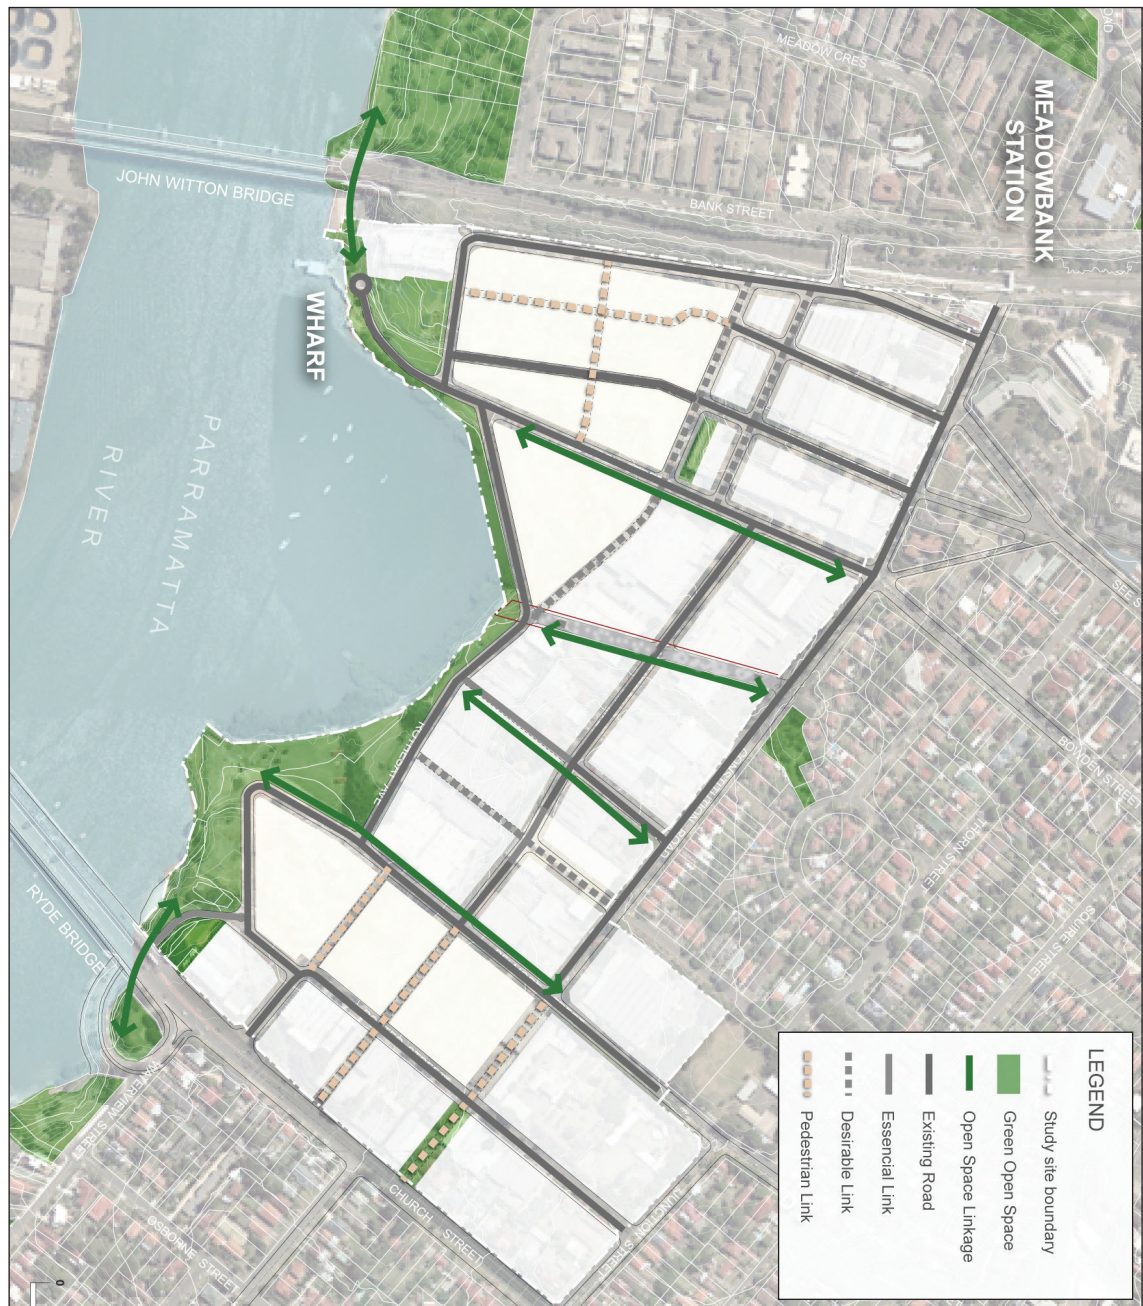 MEADOWBANK
STATION
MEADOW CRES
BANK STREET
JOHN WITTON BRIDGE
WHARF
PARRAMATTA
RIVER
SEE
BOWDEN STREET
SQUIRE STREET
RYDE BRIDGE
CHURCH STREET
OSBORNE STREET
LEGEND
Study site boundary
Green Open Space
Open Space Linkage
Existing Road
Essencial Link
Desirable Link
Pedestrian Link
0